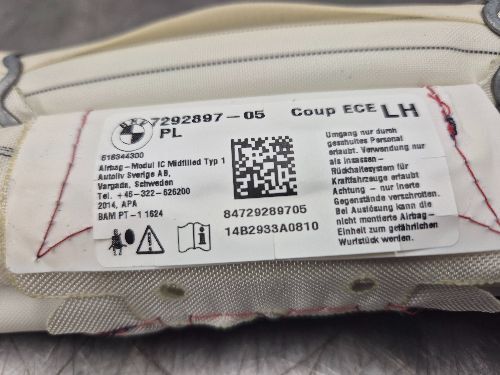 BMW
7292897-05 Coup ECE LH
PL
616344300
Airbag-Modul IC Midfilled Typ 1
Autoliv Sverige AB,
Vargada, Schweden
Tel. +46-322-626200
2014, APA
BAM PT-1 1624
84729289705
14B2933A0810
Umgang nur durch
geschultes Personal
erlaubt. Verwendung nur
als Insassen-
Rückhaltesystem für
Kraftfahrzeuge erlaubt
Achtung - nur inerte
Gegenstände verschrotten.
Bei Auslösung kann die
nicht montierte Airbag-
Einheit zum gefährlichen
Wurfstück werden.